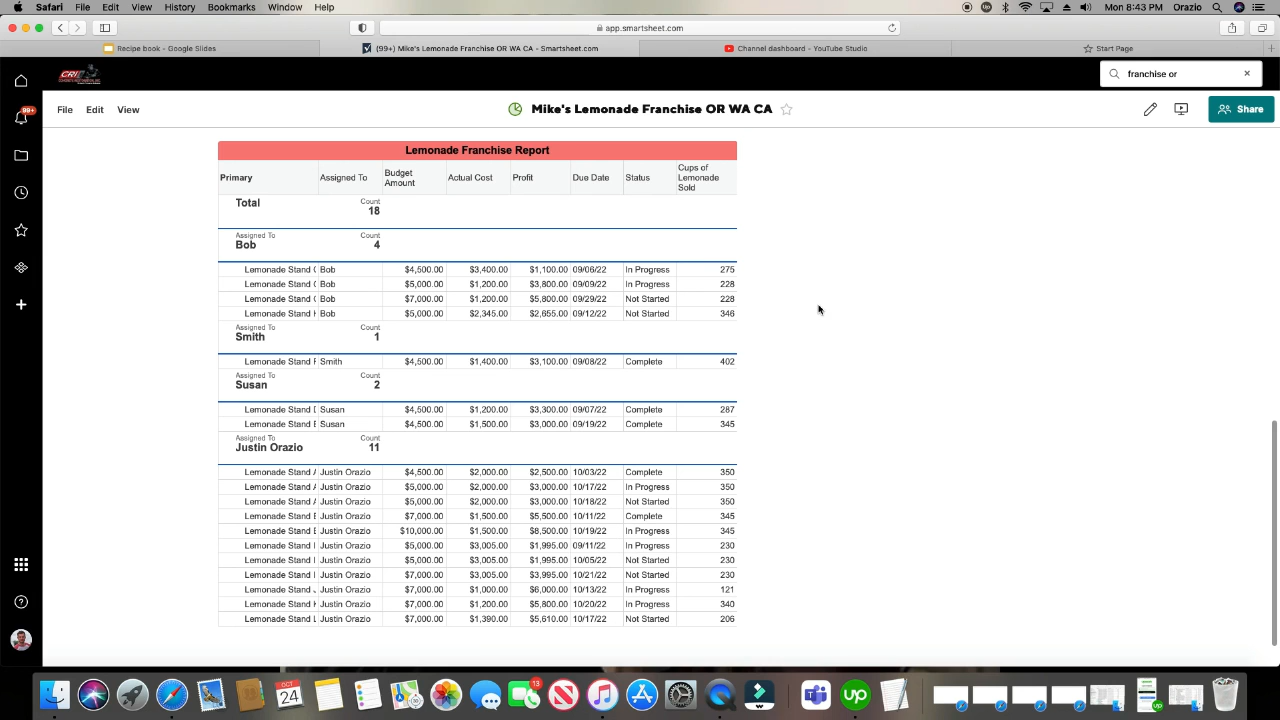 Safari File Edit View History Bookmarks Window Help Mon 8:43 PM Orazio
app.smartsheet.com
Recipe book - Google Slides (99+) Mike's Lemonade Franchise OR WA CA - Smartsheet.com Channel dashboard - YouTube Studio Start Page
CRI franchise or
File Edit View Mike's Lemonade Franchise OR WA CA Share
99+
Lemonade Franchise Report
Primary Assigned To Budget Amount Actual Cost Profit Due Date Status Cups of Lemonade Sold
Count
Total 18
Assigned To Count
Bob 4
Lemonade Stand Bob $4,500.00 $3,400.00 $1,100.00 09/06/22 In Progress 275
Lemonade Stand Bob $5,000.00 $1,200.00 $3,800.00 09/09/22 In Progress 228
Lemonade Stand Bob $7,000.00 $1,200.00 $5,800.00 09/29/22 Not Started 228
Lemonade Stand Bob $5,000.00 $2,345.00 $2,655.00 09/12/22 Not Started 346
Assigned To Count
Smith 1
Lemonade Stand Smith $4,500.00 $1,400.00 $3,100.00 09/08/22 Complete 402
Assigned To Count
Susan 2
Lemonade Stand Susan $4,500.00 $1,200.00 $3,300.00 09/07/22 Complete 287
Lemonade Stand Susan $4,500.00 $1,500.00 $3,000.00 09/19/22 Complete 345
Assigned To Count
Justin Orazio 11
Lemonade Stand Justin Orazio $4,500.00 $2,000.00 $2,500.00 10/03/22 Complete 350
Lemonade Stand Justin Orazio $5,000.00 $2,000.00 $3,000.00 10/17/22 In Progress 350
Lemonade Stand Justin Orazio $5,000.00 $2,000.00 $3,000.00 10/18/22 Not Started 350
Lemonade Stand Justin Orazio $7,000.00 $1,500.00 $5,500.00 10/11/22 Complete 345
Lemonade Stand Justin Orazio $10,000.00 $1,500.00 $8,500.00 10/19/22 In Progress 345
Lemonade Stand Justin Orazio $5,000.00 $3,005.00 $1,995.00 09/11/22 In Progress 230
Lemonade Stand Justin Orazio $5,000.00 $3,005.00 $1,995.00 10/05/22 Not Started 230
Lemonade Stand Justin Orazio $7,000.00 $3,005.00 $3,995.00 10/21/22 Not Started 230
Lemonade Stand Justin Orazio $7,000.00 $1,000.00 $6,000.00 10/13/22 In Progress 121
Lemonade Stand Justin Orazio $7,000.00 $1,200.00 $5,800.00 10/20/22 In Progress 340
Lemonade Stand Justin Orazio $7,000.00 $1,390.00 $5,610.00 10/17/22 Not Started 206
OCT 24
13
up